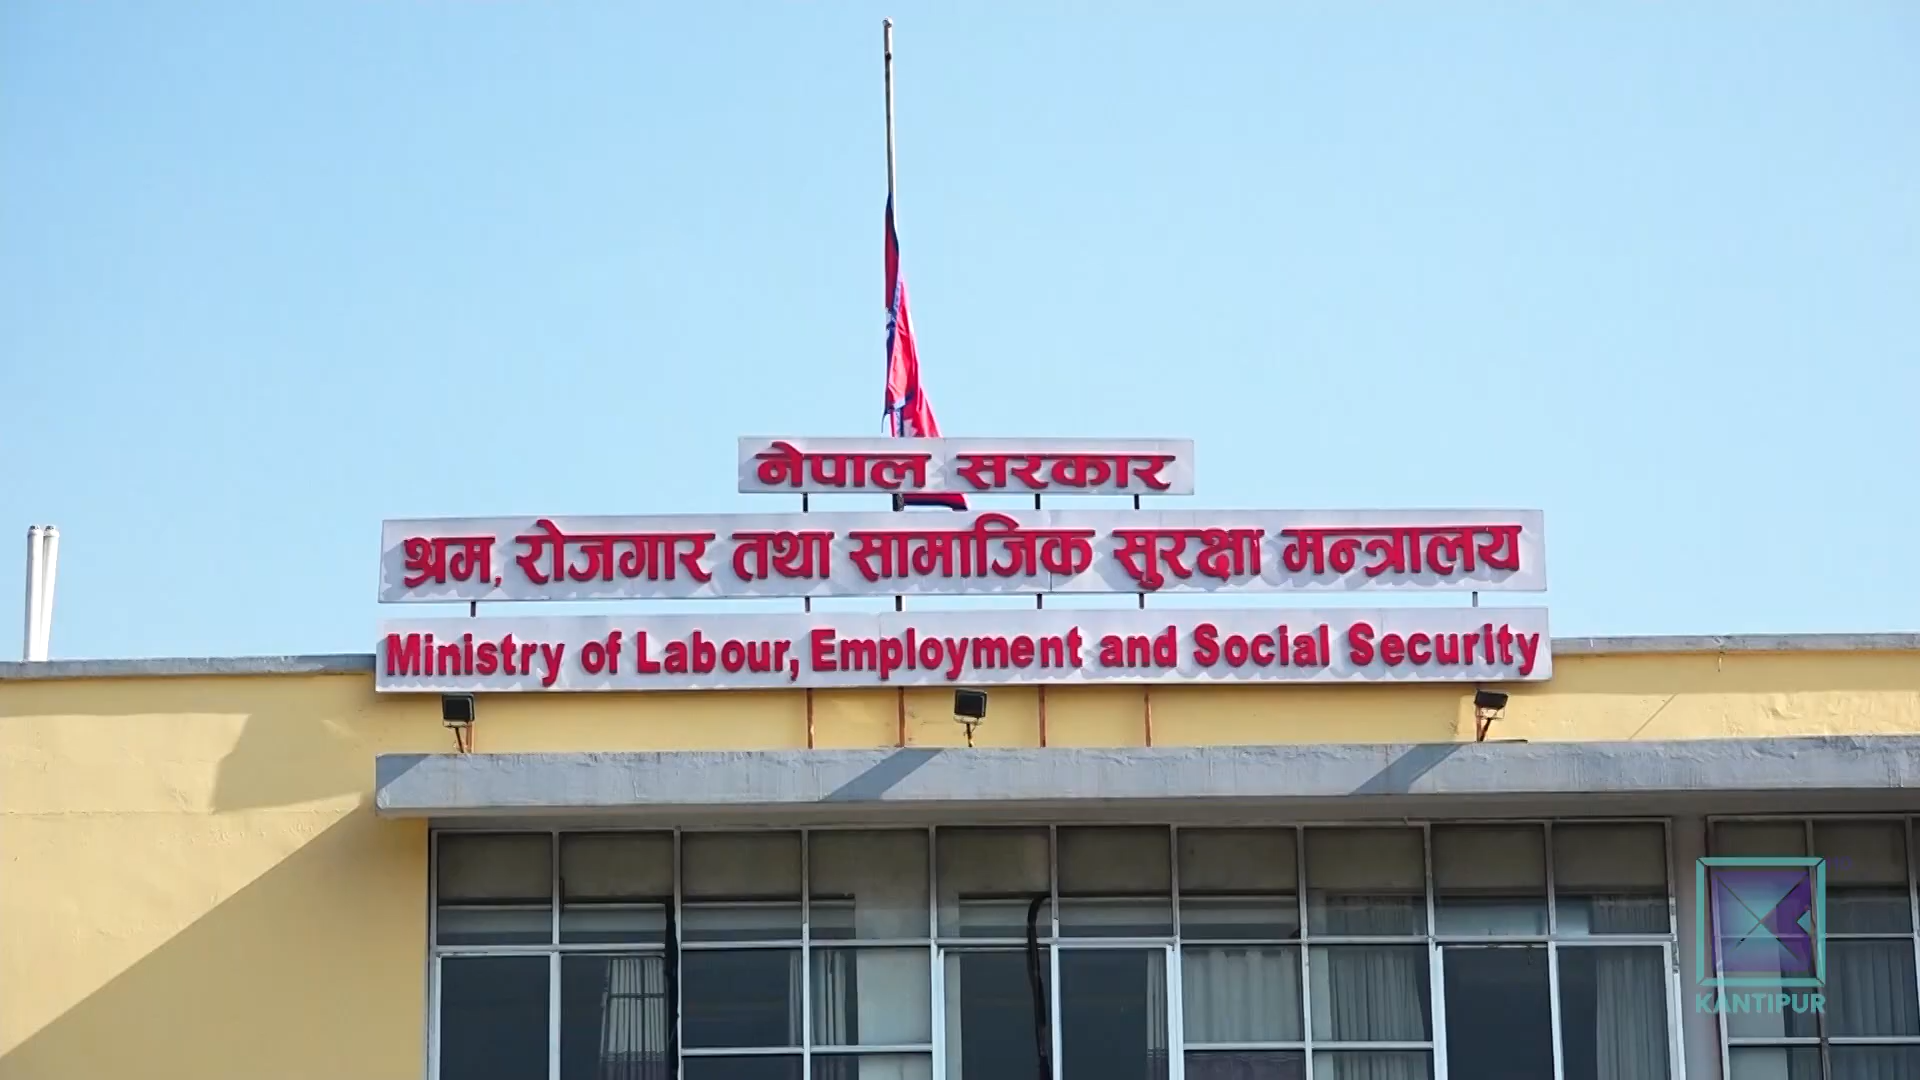 नेपाल सरकार
श्रम, रोजगार तथा सामाजिक सुरक्षा मन्त्रालय
Ministry of Labour, Employment and Social Security
KANTIPUR